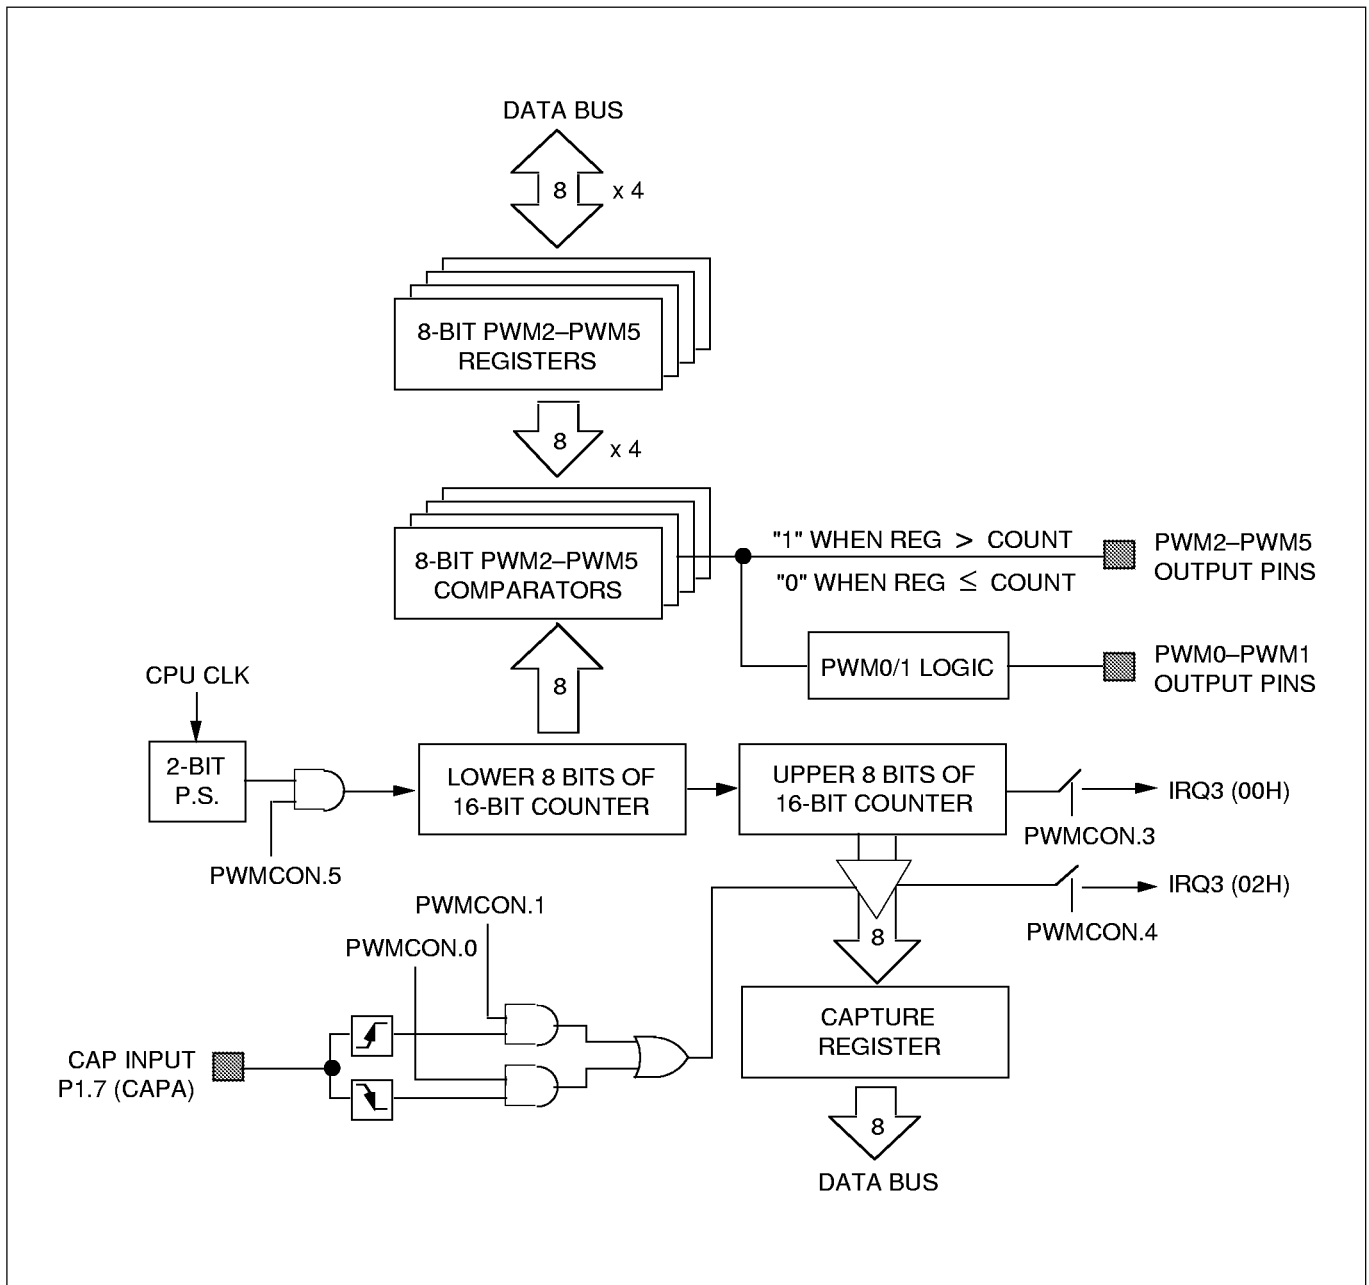 DATA BUS
8
x 4
8-BIT PWM2–PWM5
REGISTERS
8
x 4
8-BIT PWM2–PWM5
COMPARATORS
"1" WHEN REG > COUNT
"0" WHEN REG ≤ COUNT
PWM2–PWM5
OUTPUT PINS
PWM0/1 LOGIC
PWM0–PWM1
OUTPUT PINS
8
CPU CLK
2-BIT
P.S.
PWMCON.5
LOWER 8 BITS OF
16-BIT COUNTER
UPPER 8 BITS OF
16-BIT COUNTER
IRQ3 (00H)
PWMCON.3
IRQ3 (02H)
PWMCON.4
PWMCON.1
PWMCON.0
8
CAPTURE
REGISTER
CAP INPUT
P1.7 (CAPA)
8
DATA BUS